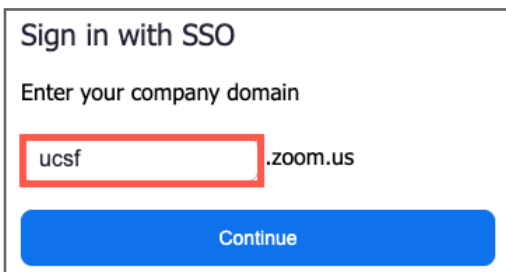 Sign in with SSO
Enter your company domain
ucsf .zoom.us
Continue